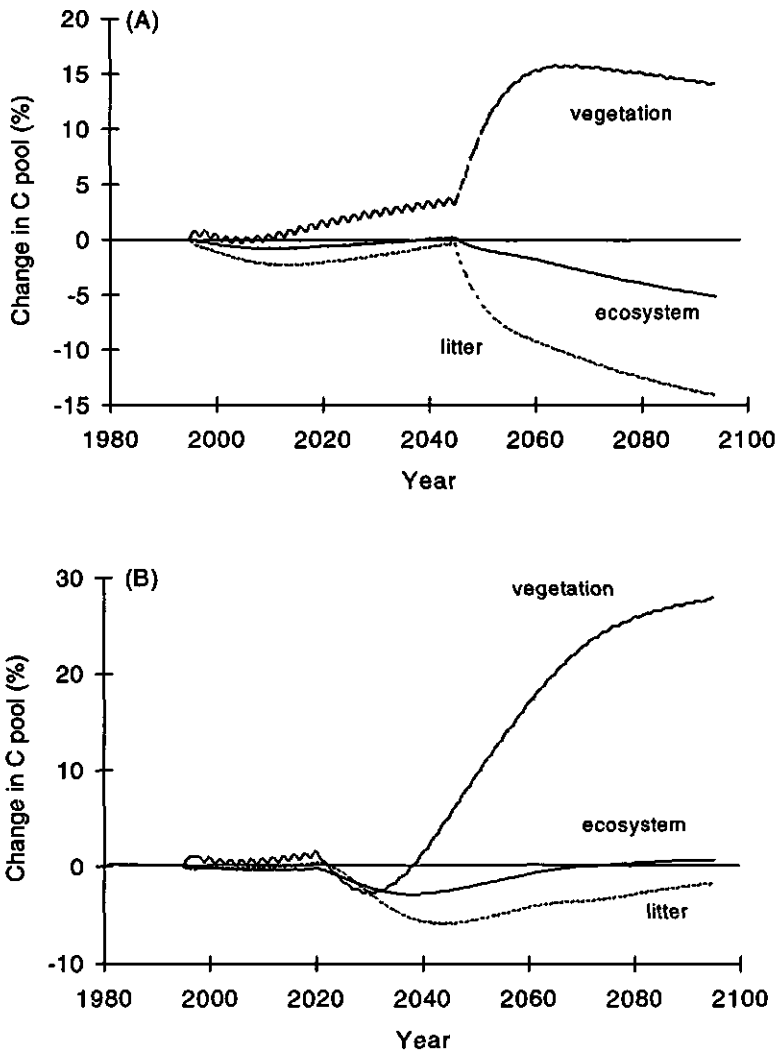 (A)
20
15
10
5
0
-5
-10
-15
Change in C pool (%)
vegetation
ecosystem
litter
1980 2000 2020 2040 2060 2080 2100
Year
(B)
30
20
10
0
-10
Change in C pool (%)
vegetation
ecosystem
litter
1980 2000 2020 2040 2060 2080 2100
Year